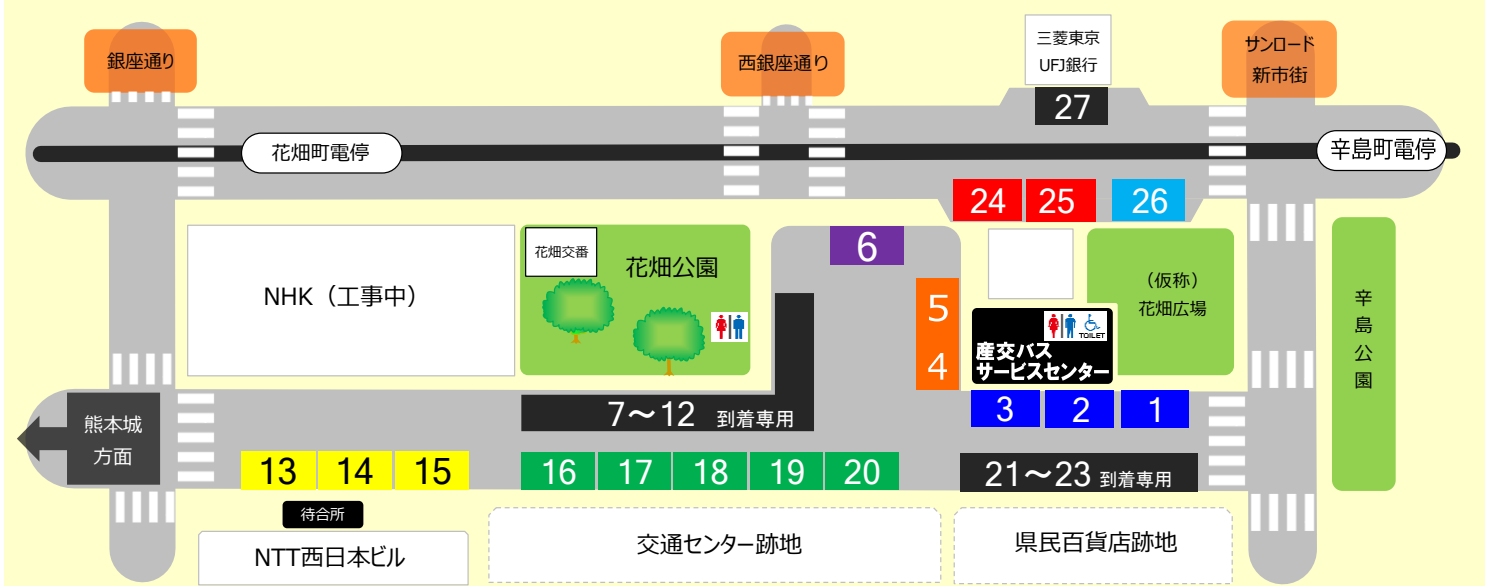 銀座通り
西銀座通り
三菱東京
UFJ銀行
サンロード
新市街
27
花畑町電停
辛島町電停
24
25
26
NHK（工事中）
花畑交番
花畑公園
6
5
4
（仮称）
花畑広場
TOILET
産交バス
サービスセンター
辛島公園
3
2
1
7～12 到着専用
熊本城
方面
13
14
15
16
17
18
19
20
21～23 到着専用
待合所
NTT西日本ビル
交通センター跡地
県民百貨店跡地